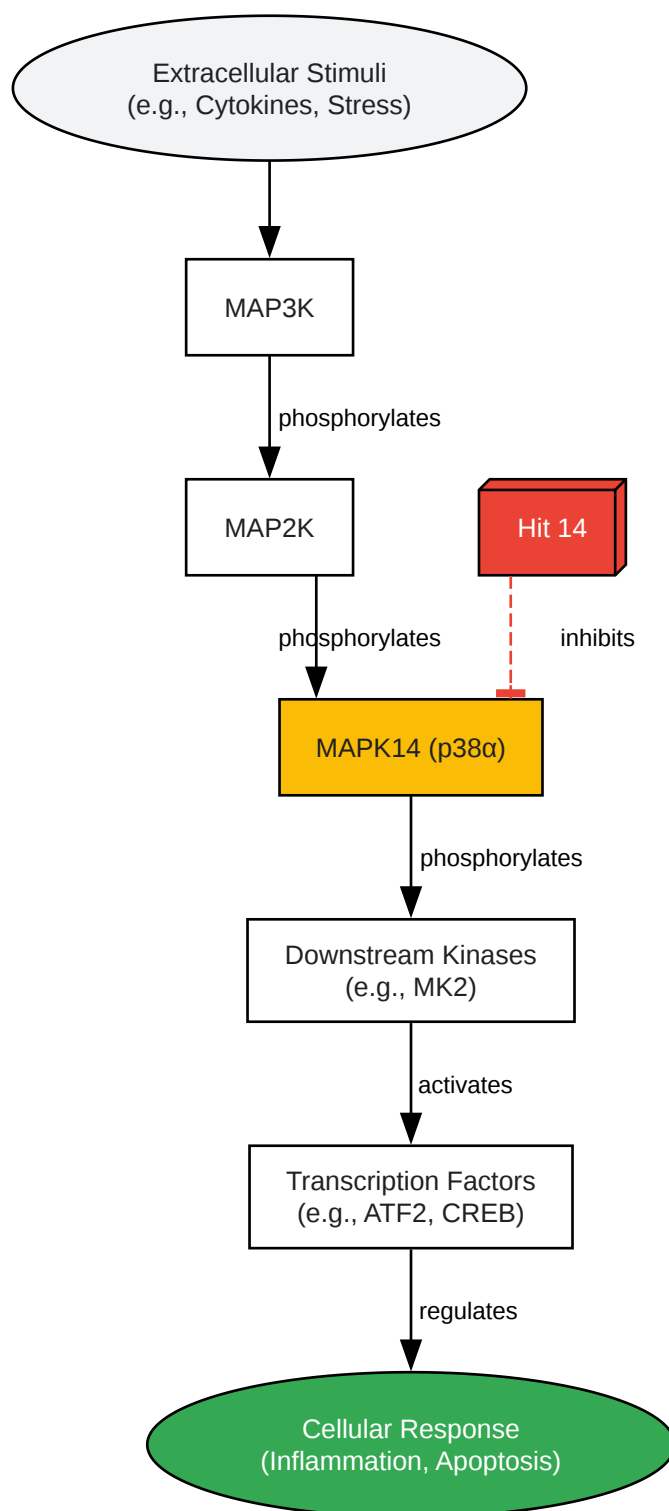 Extracellular Stimuli
(e.g., Cytokines, Stress)
MAP3K
phosphorylates
MAP2K
Hit 14
phosphorylates
inhibits
MAPK14 (p38α)
phosphorylates
Downstream Kinases
(e.g., MK2)
activates
Transcription Factors
(e.g., ATF2, CREB)
regulates
Cellular Response
(Inflammation, Apoptosis)